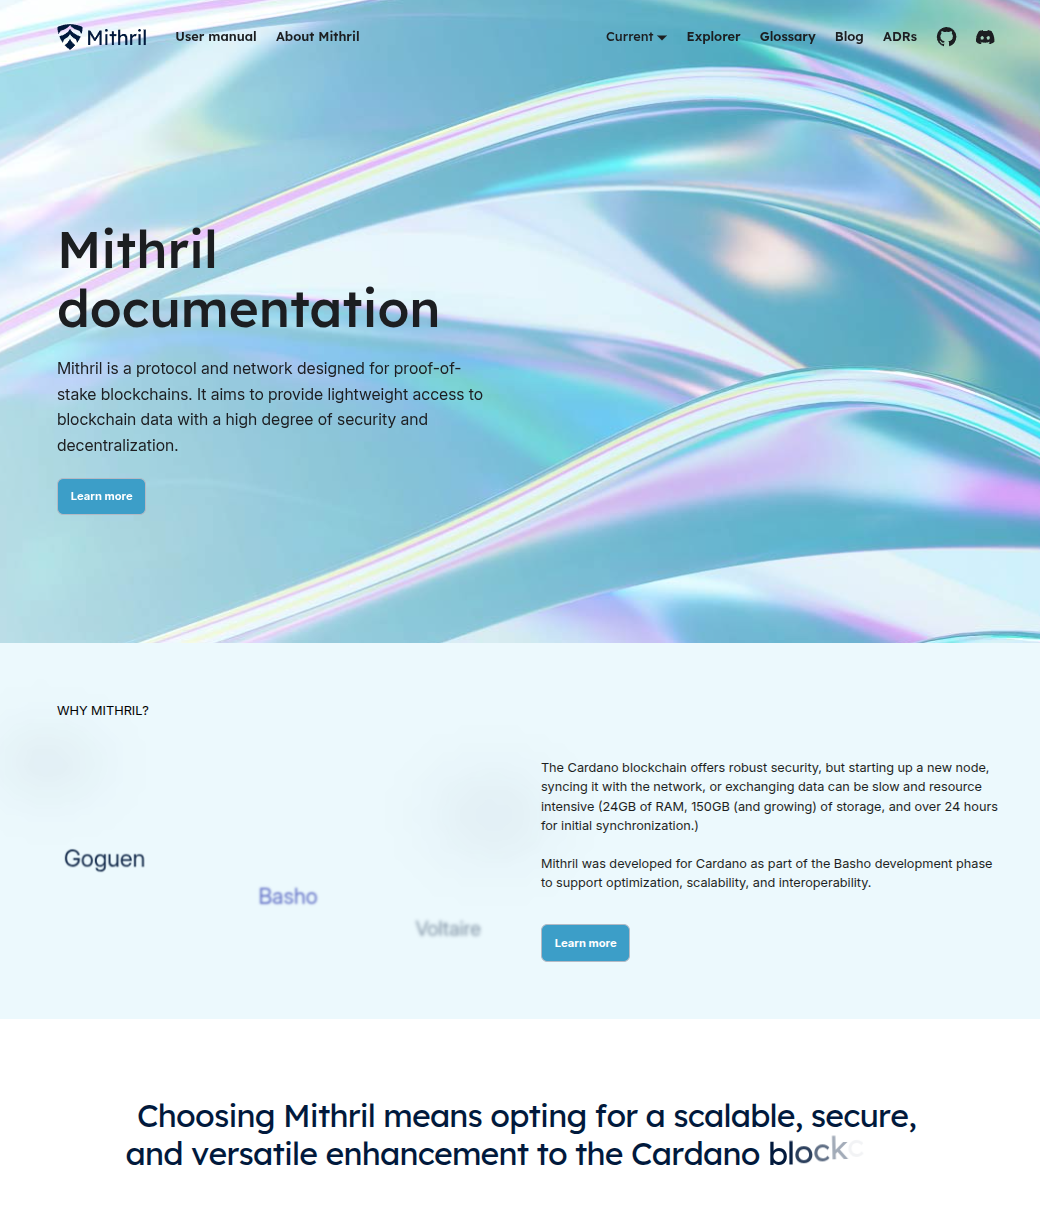 Mithril
User manual
About Mithril
Current
Explorer
Glossary
Blog
ADRs
Mithril
documentation
Mithril is a protocol and network designed for proof-of-
stake blockchains. It aims to provide lightweight access to
blockchain data with a high degree of security and
decentralization.
Learn more
WHY MITHRIL?
Goguen
Basho
Voltaire
The Cardano blockchain offers robust security, but starting up a new node,
syncing it with the network, or exchanging data can be slow and resource
intensive (24GB of RAM, 150GB (and growing) of storage, and over 24 hours
for initial synchronization.)
Mithril was developed for Cardano as part of the Basho development phase
to support optimization, scalability, and interoperability.
Learn more
Choosing Mithril means opting for a scalable, secure,
and versatile enhancement to the Cardano blockc